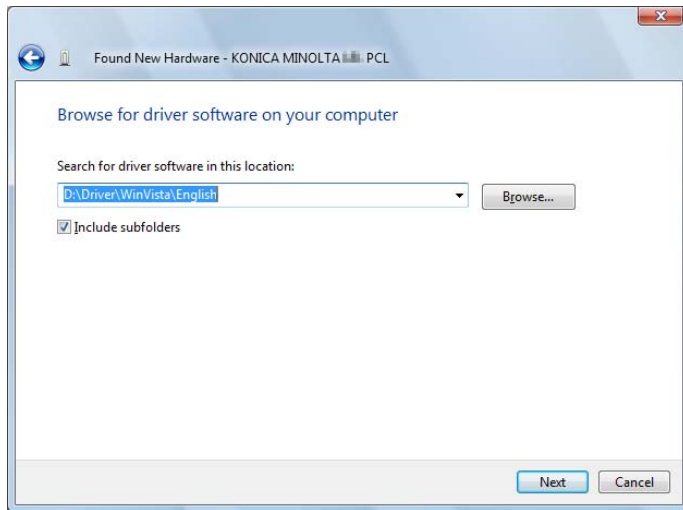 Found New Hardware - KONICA MINOLTA PCL
Browse for driver software on your computer
Search for driver software in this location:
D:\Driver\WinVista\English
Browse...
Include subfolders
Next
Cancel